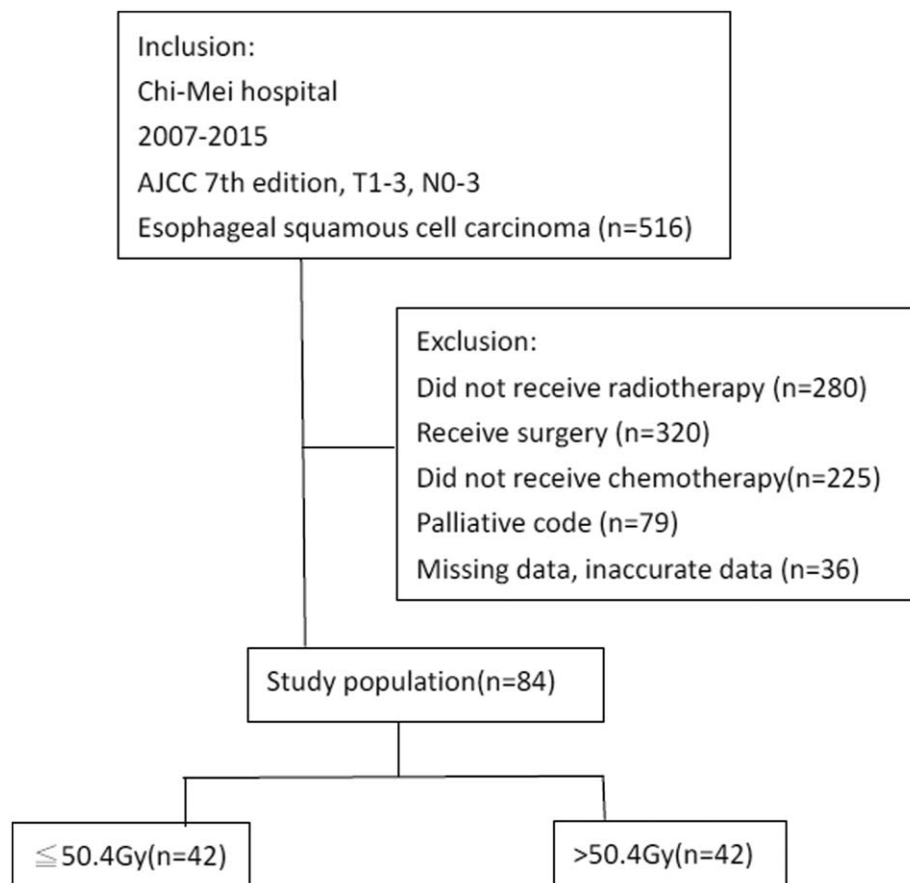 Inclusion:
Chi-Mei hospital
2007-2015
AJCC 7th edition, T1-3, N0-3
Esophageal squamous cell carcinoma (n=516)
Exclusion:
Did not receive radiotherapy (n=280)
Receive surgery (n=320)
Did not receive chemotherapy(n=225)
Palliative code (n=79)
Missing data, inaccurate data (n=36)
Study population(n=84)
≦50.4Gy(n=42)
>50.4Gy(n=42)